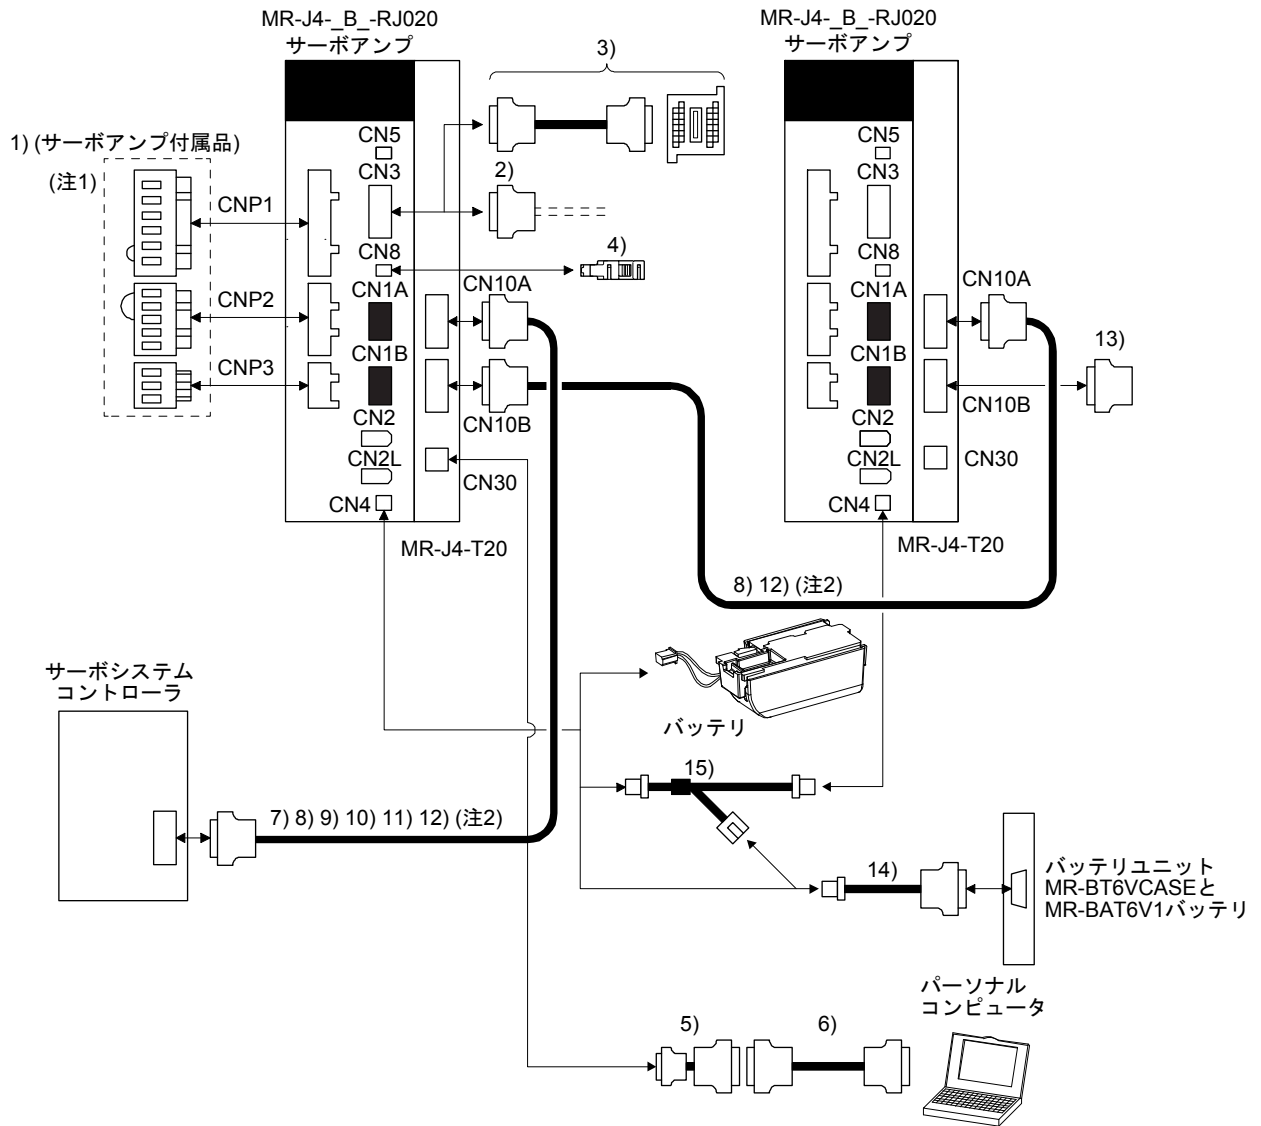 MR-J4-_B_-RJ020
サーボアンプ
MR-J4-_B_-RJ020
サーボアンプ
3)
1) (サーボアンプ付属品)
(注1)
CNP1
CNP2
CNP3
CN5
CN3
CN8
CN1A
CN1B
CN2
CN2L
CN4
2)
4)
CN10A
CN10B
CN30
MR-J4-T20
CN5
CN3
CN8
CN1A
CN1B
CN2
CN2L
CN4
CN10A
13)
CN10B
CN30
MR-J4-T20
8) 12) (注2)
サーボシステム
コントローラ
バッテリ
15)
7) 8) 9) 10) 11) 12) (注2)
14)
バッテリユニット
MR-BT6VCASEと
MR-BAT6V1バッテリ
パーソナル
コンピュータ
5)
6)